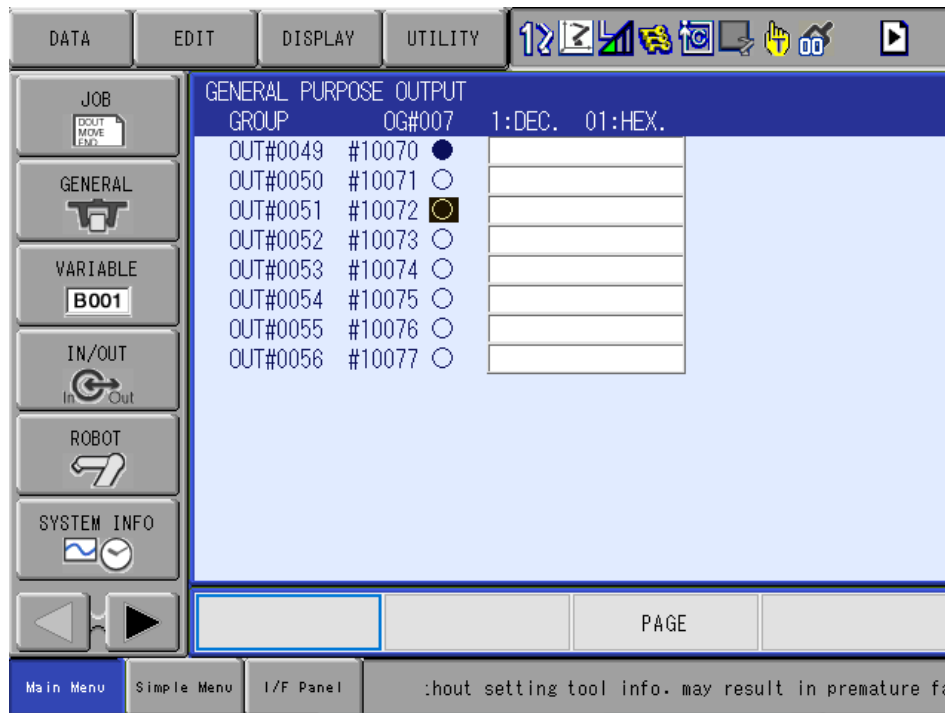 DATA EDIT DISPLAY UTILITY
JOB
DOUT
MOVE
END
GENERAL
VARIABLE
B001
IN/OUT
In Out
ROBOT
SYSTEM INFO
GENERAL PURPOSE OUTPUT
GROUP OG#007 1:DEC. 01:HEX.
OUT#0049 #10070
OUT#0050 #10071
OUT#0051 #10072
OUT#0052 #10073
OUT#0053 #10074
OUT#0054 #10075
OUT#0055 #10076
OUT#0056 #10077
PAGE
Main Menu Simple Menu I/F Panel :hout setting tool info. may result in premature fa